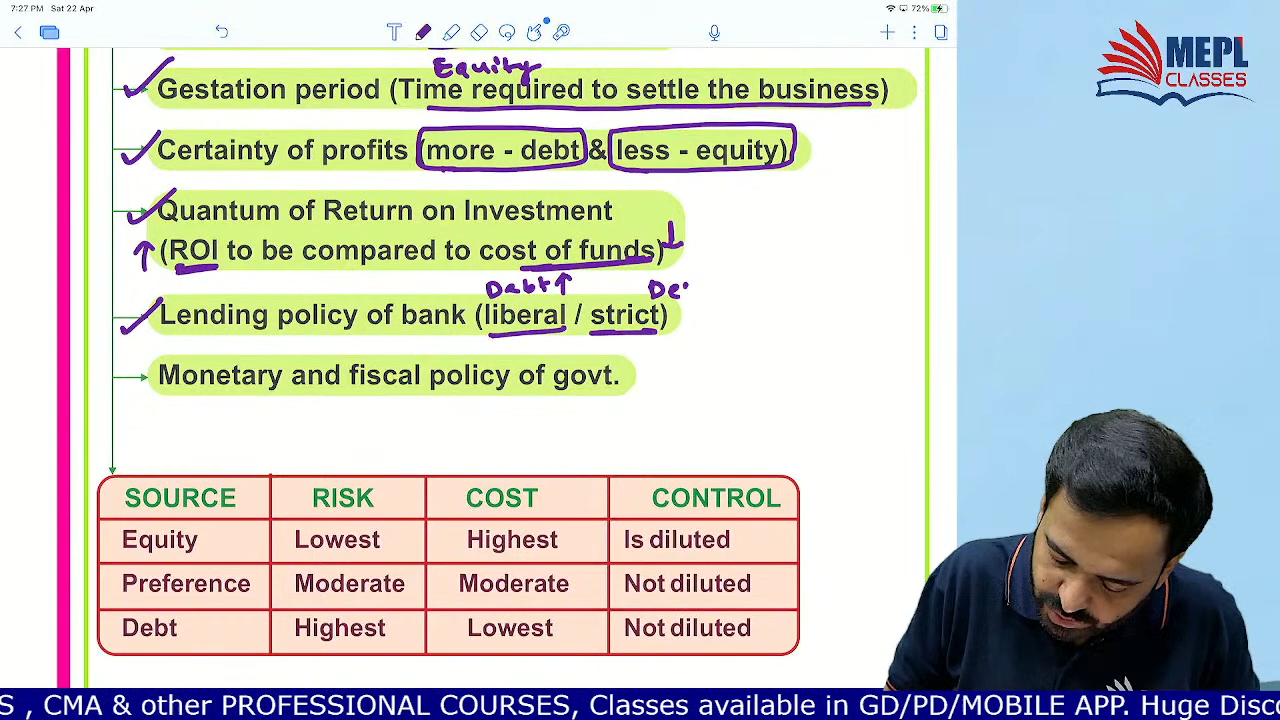 7:27 PM Sat 22 Apr
72%
T
MEPL
CLASSES
Equity
Gestation period (Time required to settle the business)
Certainty of profits (more - debt & less - equity)
Quantum of Return on Investment
↑ (ROI to be compared to cost of funds) ↓
Debt ↑ De
Lending policy of bank (liberal / strict)
Monetary and fiscal policy of govt.
SOURCE RISK COST CONTROL
Equity Lowest Highest Is diluted
Preference Moderate Moderate Not diluted
Debt Highest Lowest Not diluted
S , CMA & other PROFESSIONAL COURSES, Classes available in GD/PD/MOBILE APP. Huge Disc